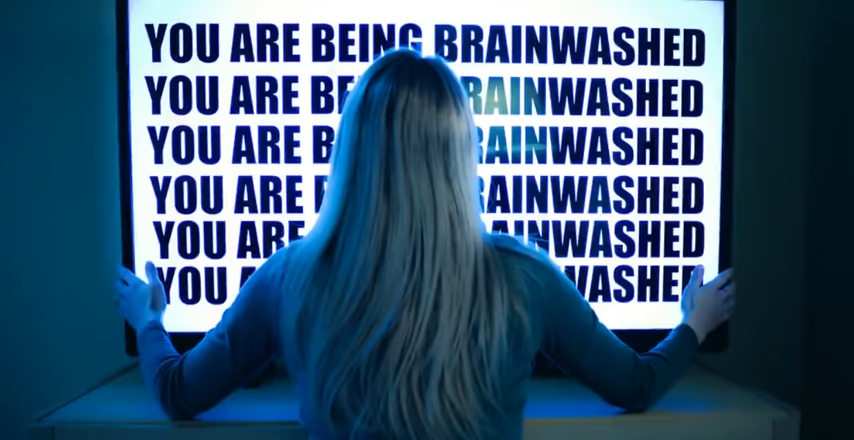 YOU ARE BEING BRAINWASHED
YOU ARE BE RAINWASHED
YOU ARE B RAINWASHED
YOU ARE RAINWASHED
YOU ARE AINWASHED
YOU A WASHED